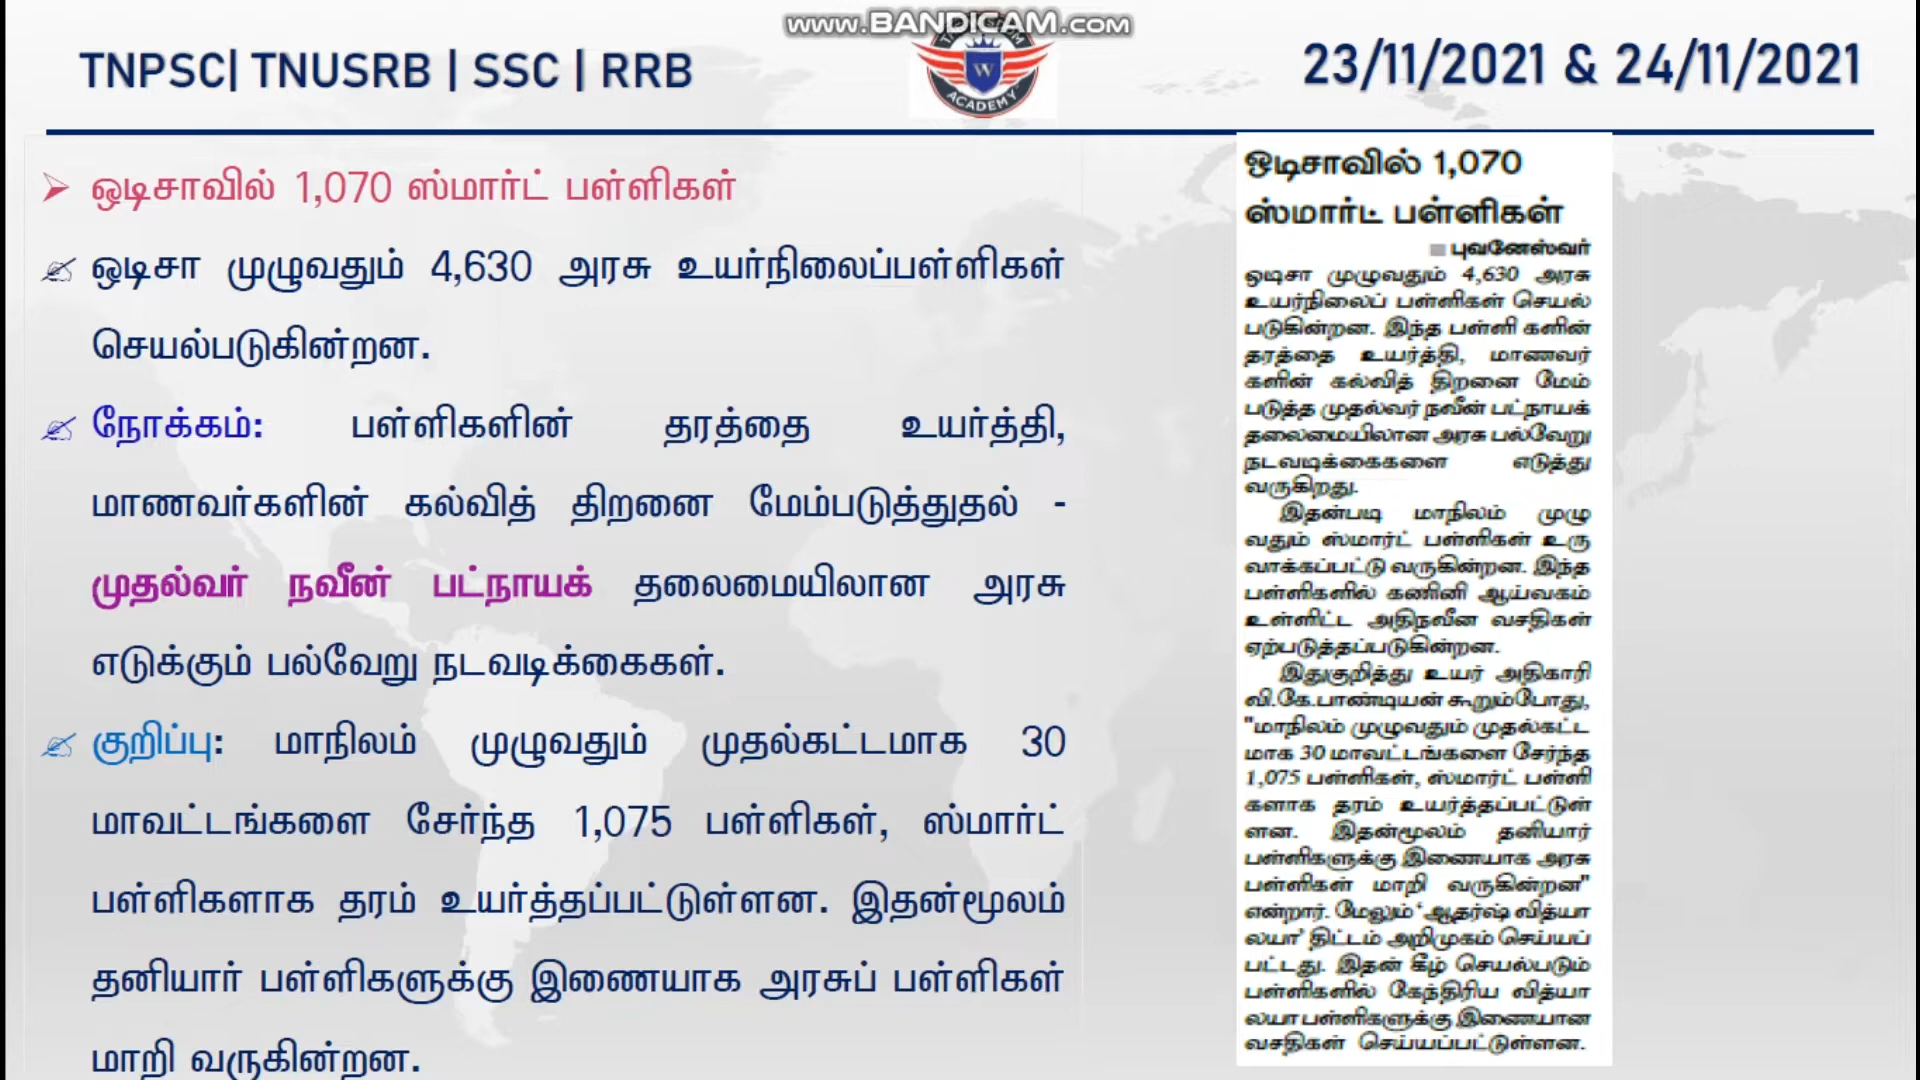 www.BANDICAM.com
TNPSC| TNUSRB | SSC | RRB
W
ACADEMY
23/11/2021 & 24/11/2021
ஒடிசாவில் 1,070 ஸ்மார்ட் பள்ளிகள்
ஒடிசா முழுவதும் 4,630 அரசு உயர்நிலைப்பள்ளிகள்
செயல்படுகின்றன.
நோக்கம்: பள்ளிகளின் தரத்தை உயர்த்தி,
மாணவர்களின் கல்வித் திறனை மேம்படுத்துதல் -
முதல்வர் நவீன் பட்நாயக் தலைமையிலான அரசு
எடுக்கும் பல்வேறு நடவடிக்கைகள்.
குறிப்பு: மாநிலம் முழுவதும் முதல்கட்டமாக 30
மாவட்டங்களை சேர்ந்த 1,075 பள்ளிகள், ஸ்மார்ட்
பள்ளிகளாக தரம் உயர்த்தப்பட்டுள்ளன. இதன்மூலம்
தனியார் பள்ளிகளுக்கு இணையாக அரசுப் பள்ளிகள்
மாறி வருகின்றன.
ஒடிசாவில் 1,070
ஸ்மார்ட் பள்ளிகள்
புவனேஸ்வர்
ஒடிசா முழுவதும் 4,630 அரசு
உயர்நிலைப் பள்ளிகள் செயல்
படுகின்றன. இந்த பள்ளி களின்
தரத்தை உயர்த்தி, மாணவர்
களின் கல்வித் திறனை மேம்
படுத்த முதல்வர் நவீன் பட்நாயக்
தலைமையிலான அரசு பல்வேறு
நடவடிக்கைகளை எடுத்து
வருகிறது.
இதன்படி மாநிலம் முழு
வதும் ஸ்மார்ட் பள்ளிகள் உரு
வாக்கப்பட்டு வருகின்றன. இந்த
பள்ளிகளில் கணினி ஆய்வகம்
உள்ளிட்ட அதிநவீன வசதிகள்
ஏற்படுத்தப்படுகின்றன.
இதுகுறித்து உயர் அதிகாரி
வி.கே.பாண்டியன் கூறும்போது,
"மாநிலம் முழுவதும் முதல்கட்ட
மாக 30 மாவட்டங்களை சேர்ந்த
1,075 பள்ளிகள், ஸ்மார்ட் பள்ளி
களாக தரம் உயர்த்தப்பட்டுள்
ளன. இதன்மூலம் தனியார்
பள்ளிகளுக்கு இணையாக அரசு
பள்ளிகள் மாறி வருகின்றன"
என்றார். மேலும் 'ஆதர்ஷ் வித்யா
லயா' திட்டம் அறிமுகம் செய்யப்
பட்டது. இதன் கீழ் செயல்படும்
பள்ளிகளில் கேந்திரிய வித்யா
லயா பள்ளிகளுக்கு இணையான
வசதிகள் செய்யப்பட்டுள்ளன.